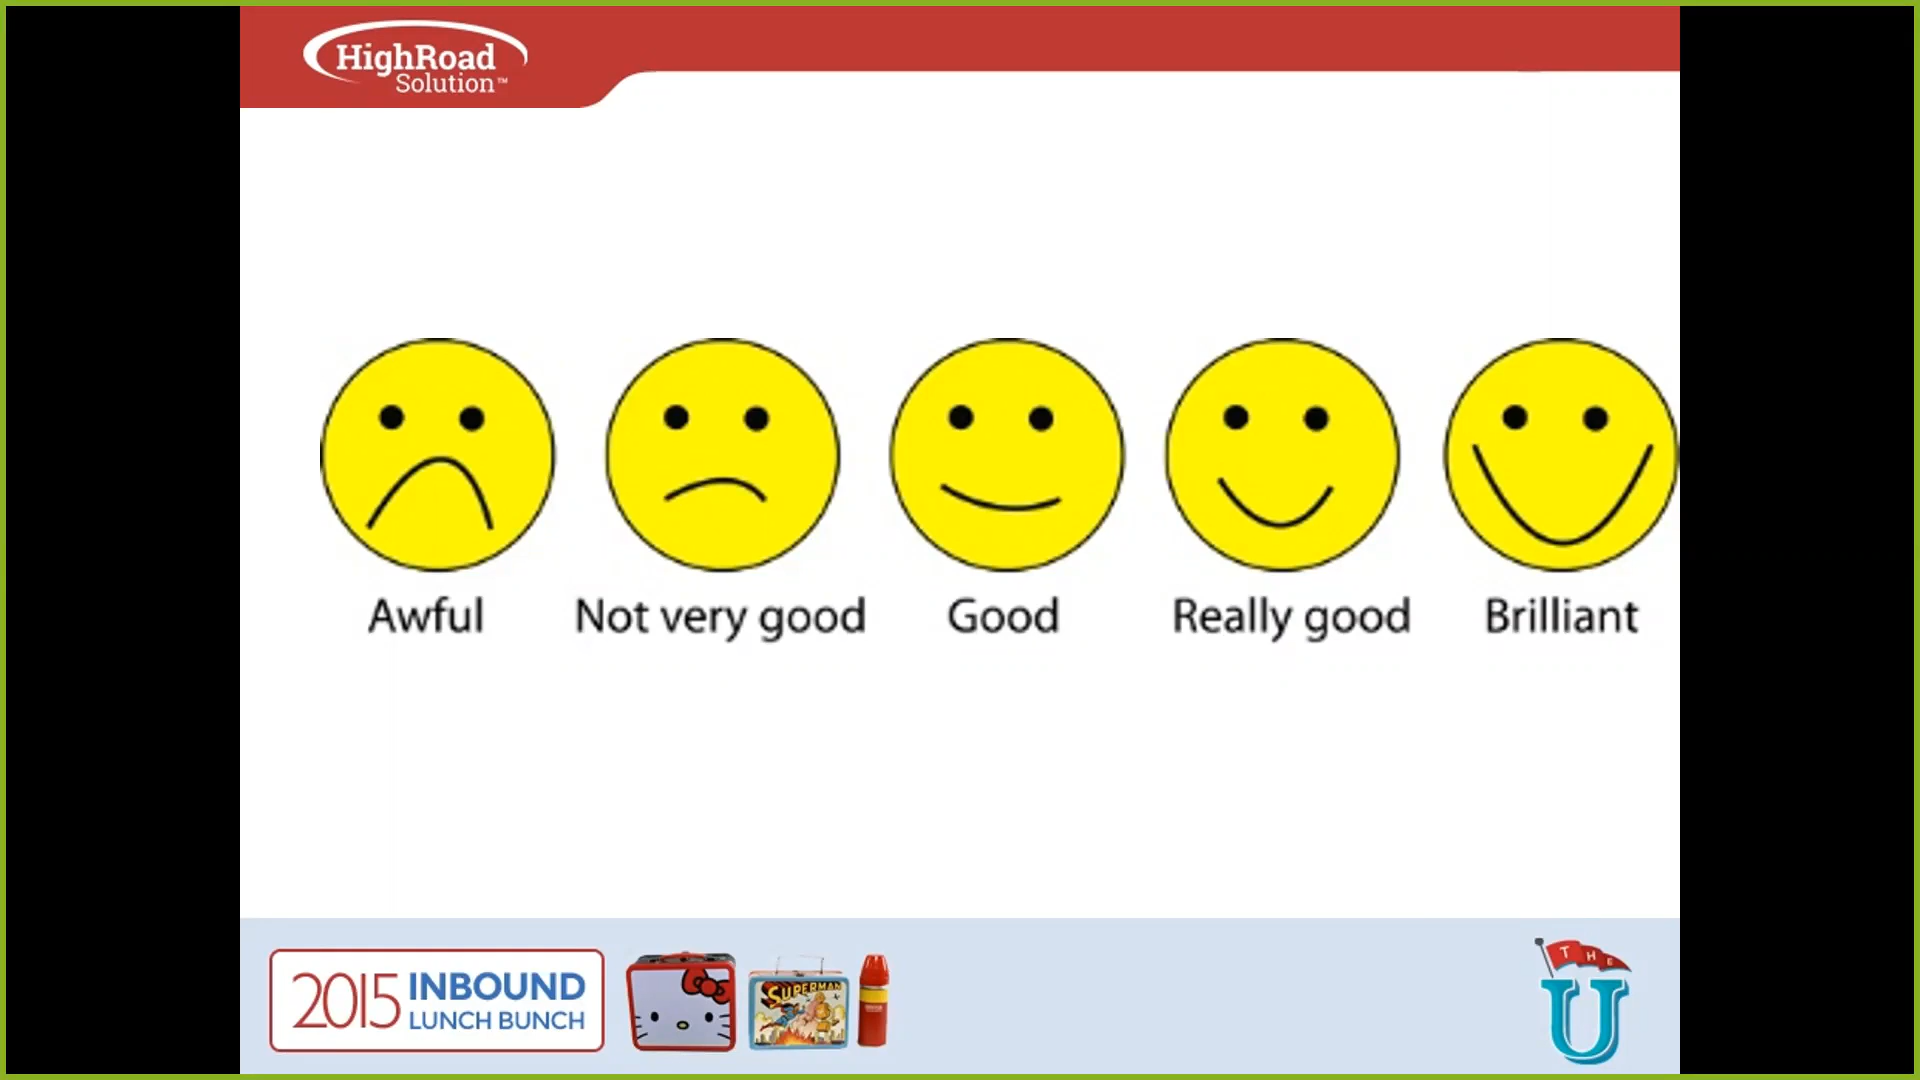 HighRoad
Solution™
Awful
Not very good
Good
Really good
Brilliant
2015 INBOUND
LUNCH BUNCH
SUPERMAN
THE
U